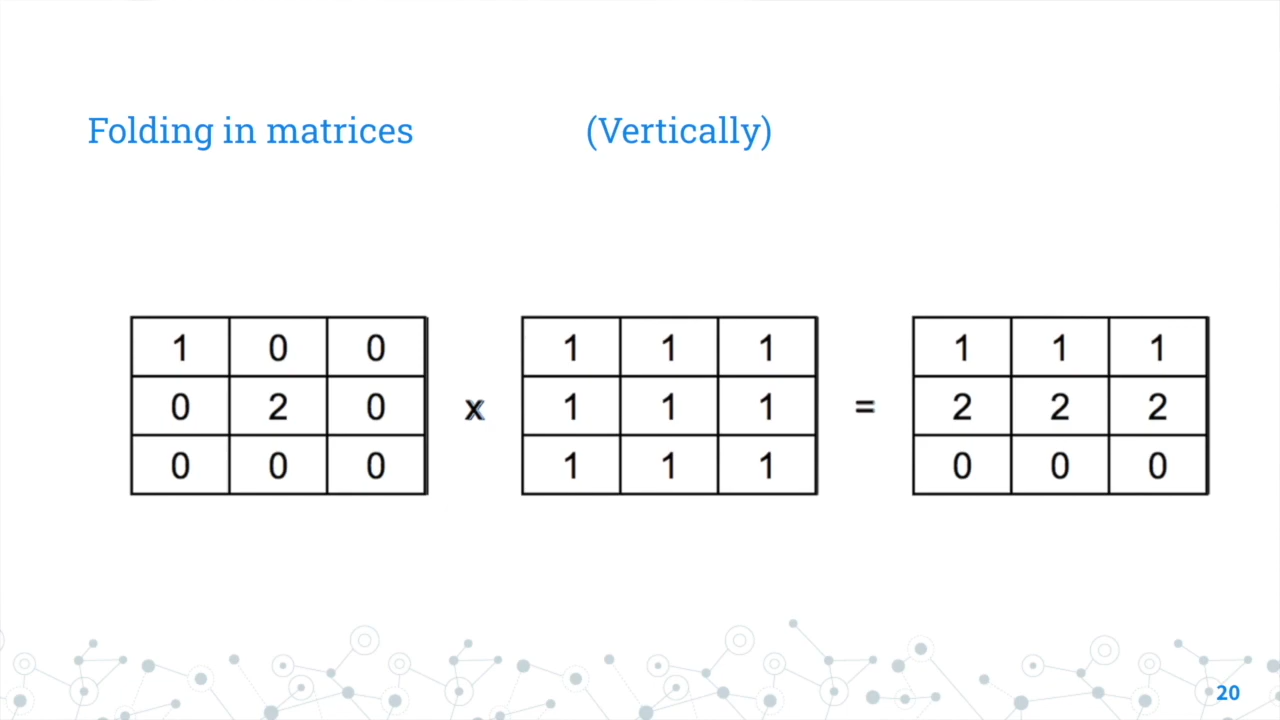 Folding in matrices (Vertically)
1 0 0 1 1 1 1 1 1
0 2 0 x 1 1 1 = 2 2 2
0 0 0 1 1 1 0 0 0
20